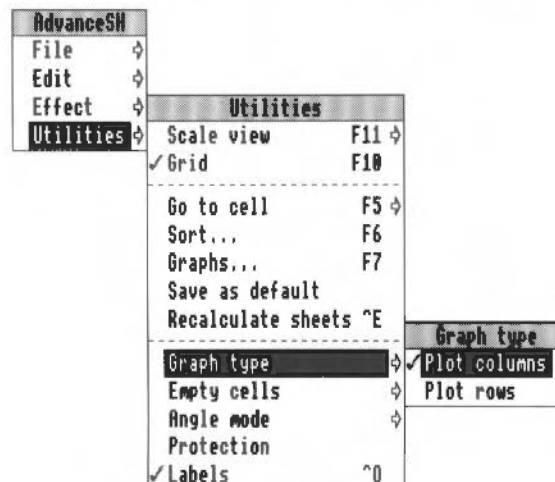 AdvanceSH
File
Edit
Effect
Utilities
Utilities
Scale view F11
✓Grid F10
Go to cell F5
Sort... F6
Graphs... F7
Save as default
Recalculate sheets ^E
Graph type
Empty cells
Angle mode
Protection
✓Labels ^O
Graph type
✓Plot columns
Plot rows